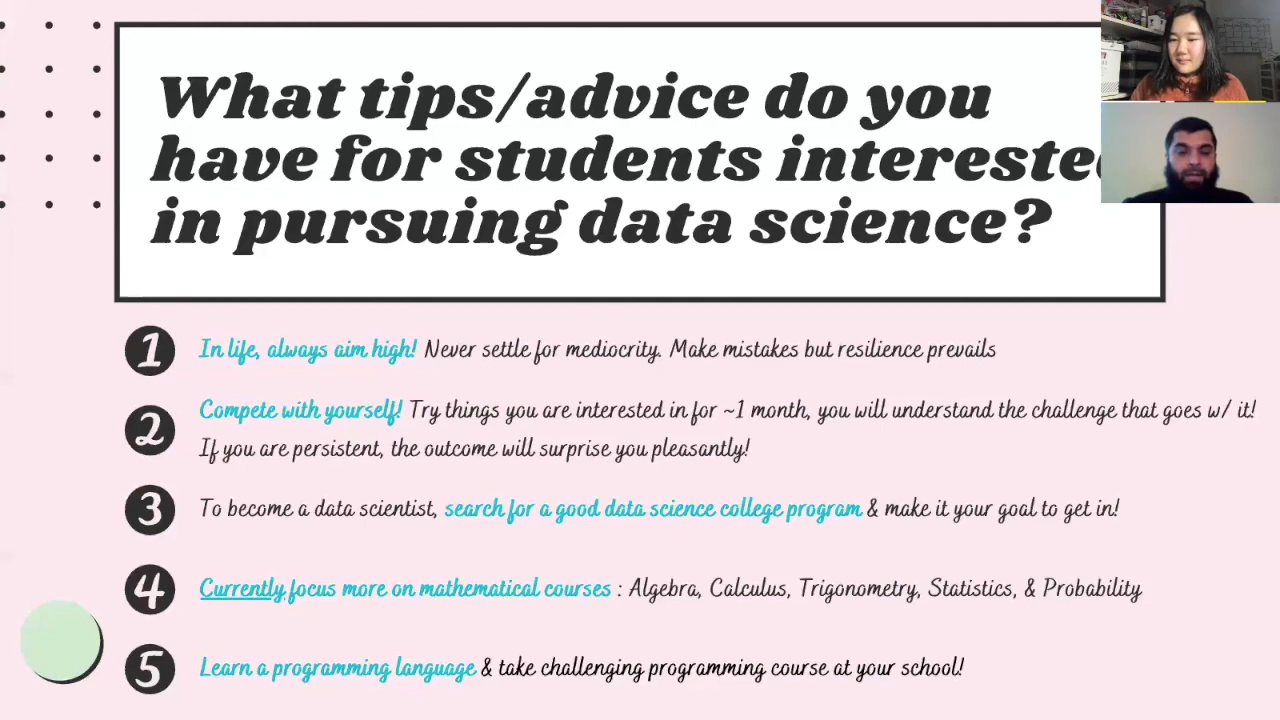 What tips/advice do you
have for students interested
in pursuing data science?
1 In life, always aim high! Never settle for mediocrity. Make mistakes but resilience prevails
2 Compete with yourself! Try things you are interested in for ~1 month, you will understand the challenge that goes w/ it!
If you are persistent, the outcome will surprise you pleasantly!
3 To become a data scientist, search for a good data science college program & make it your goal to get in!
4 Currently focus more on mathematical courses : Algebra, Calculus, Trigonometry, Statistics, & Probability
5 Learn a programming language & take challenging programming course at your school!